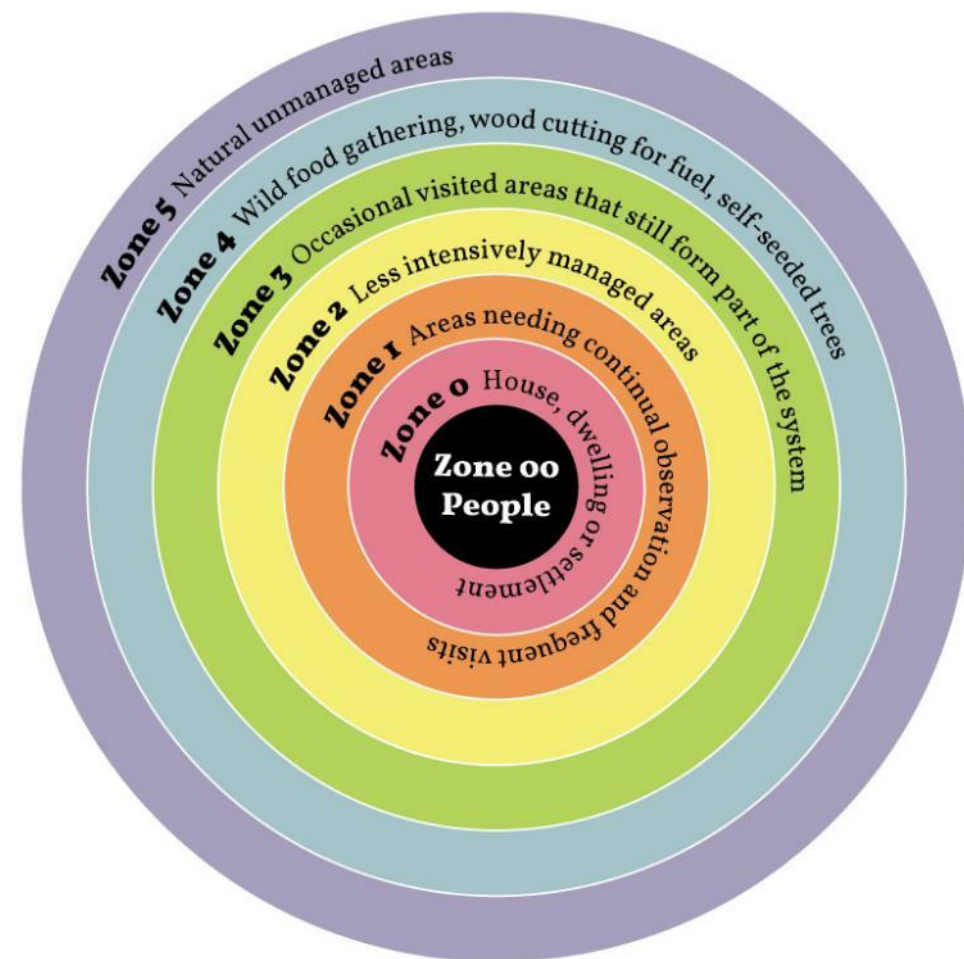 Zone 5 Natural unmanaged areas
Zone 4 Wild food gathering, wood cutting for fuel, self-seeded trees
Zone 3 Occasional visited areas that still form part of the system
Zone 2 Less intensively managed areas
Zone 1 Areas needing continual observation and frequent visits
Zone 0 House, dwelling or settlement
Zone 00
People